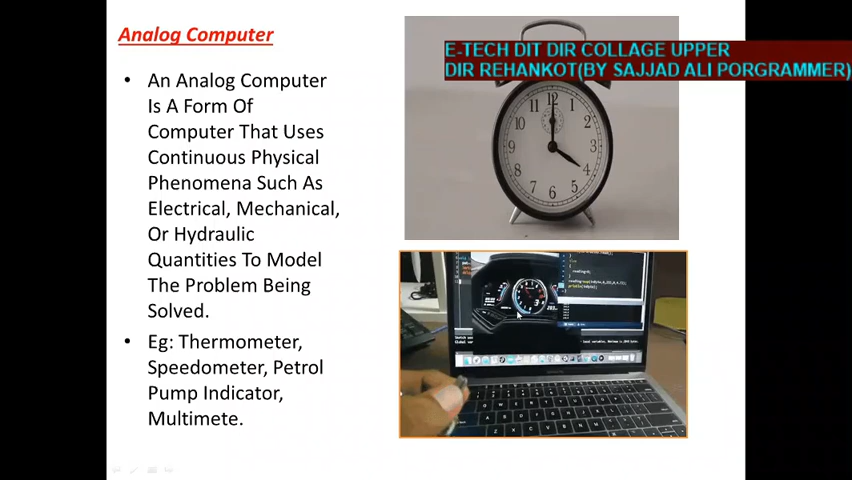 Analog Computer
E-TECH DIT DIR COLLAGE UPPER
DIR REHANKOT(BY SAJJAD ALI PORGRAMMER)
• An Analog Computer
Is A Form Of
Computer That Uses
Continuous Physical
Phenomena Such As
Electrical, Mechanical,
Or Hydraulic
Quantities To Model
The Problem Being
Solved.
• Eg: Thermometer,
Speedometer, Petrol
Pump Indicator,
Multimete.
12
11 1
10 2
9 3
8 4
7 5
6